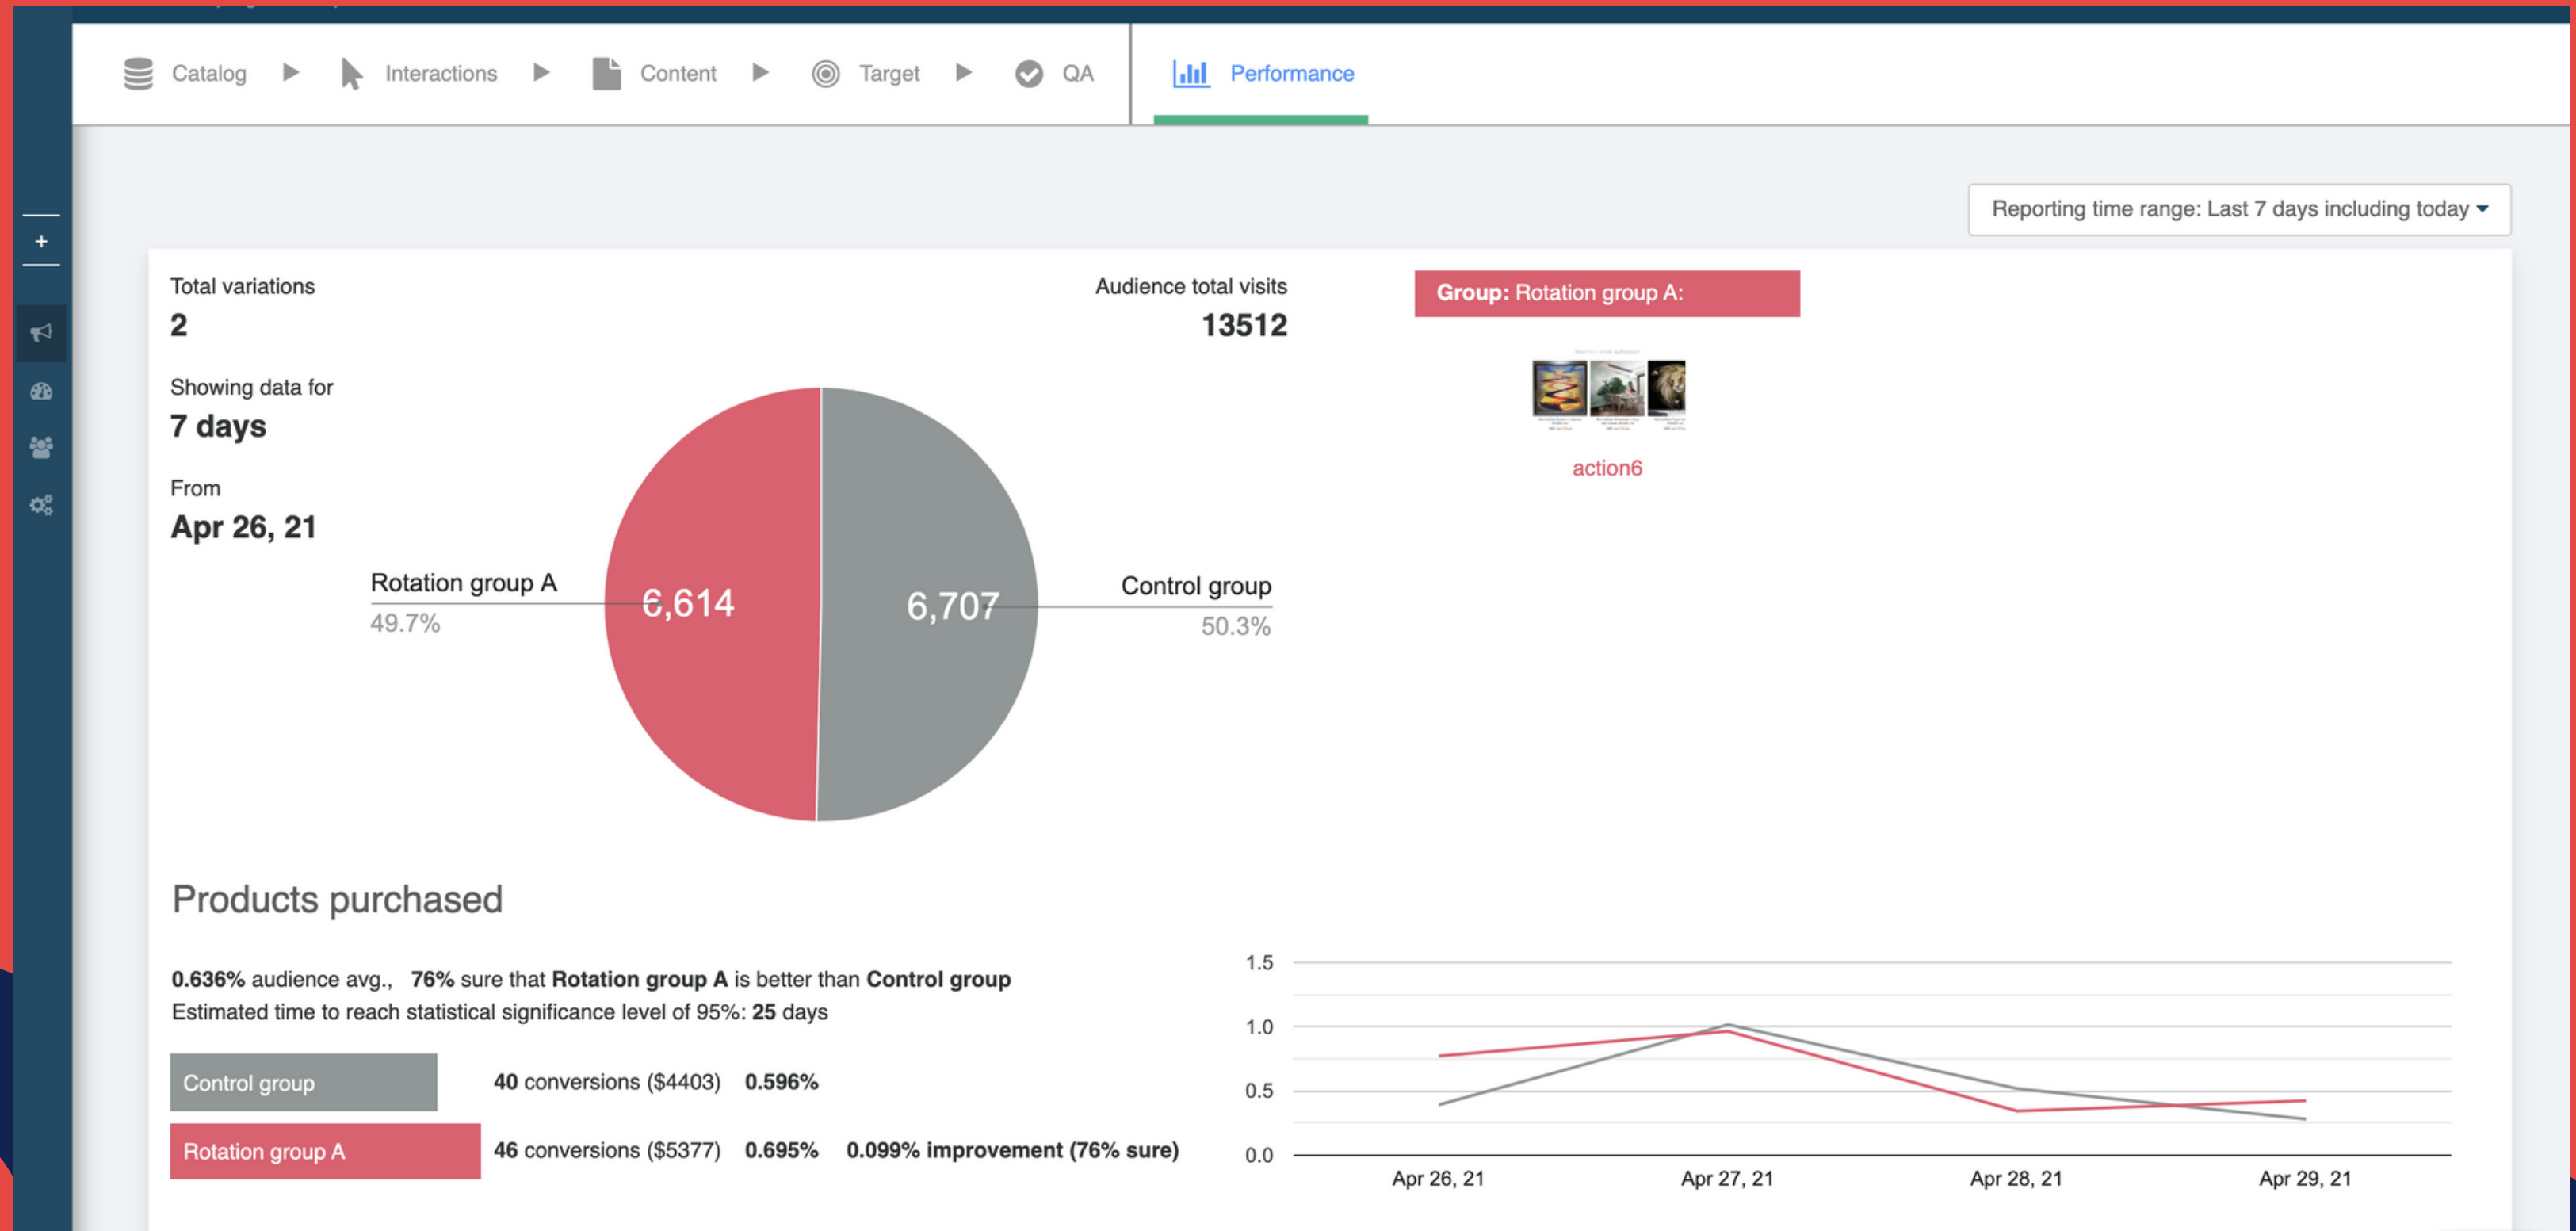 Catalog
Interactions
Content
Target
QA
Performance
Reporting time range: Last 7 days including today
+
Total variations
2
Audience total visits
13512
Group: Rotation group A:
Showing data for
7 days
action6
From
Apr 26, 21
Rotation group A
49.7%
6,614
6,707
Control group
50.3%
Products purchased
0.636% audience avg., 76% sure that Rotation group A is better than Control group
Estimated time to reach statistical significance level of 95%: 25 days
Control group 40 conversions ($4403) 0.596%
Rotation group A 46 conversions ($5377) 0.695% 0.099% improvement (76% sure)
1.5
1.0
0.5
0.0
Apr 26, 21 Apr 27, 21 Apr 28, 21 Apr 29, 21